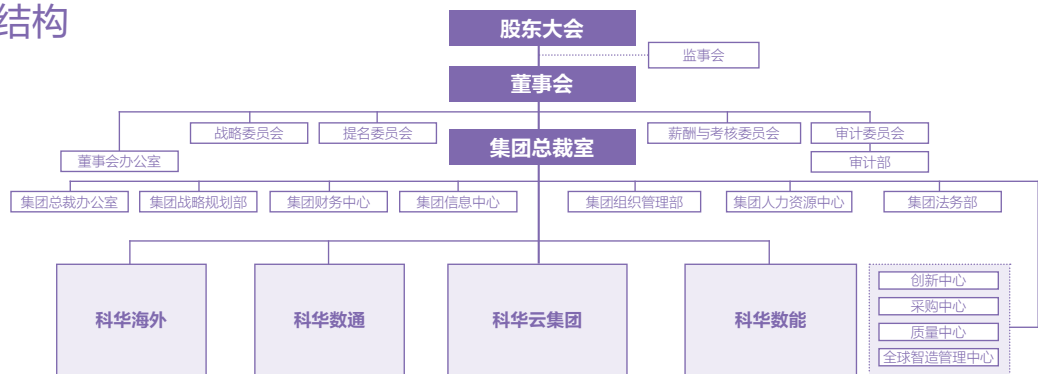 结构
股东大会
监事会
董事会
战略委员会
提名委员会
薪酬与考核委员会
审计委员会
集团总裁室
董事会办公室
审计部
集团总裁办公室
集团战略规划部
集团财务中心
集团信息中心
集团组织管理部
集团人力资源中心
集团法务部
科华海外
科华数通
科华云集团
科华数能
创新中心
采购中心
质量中心
全球智造管理中心